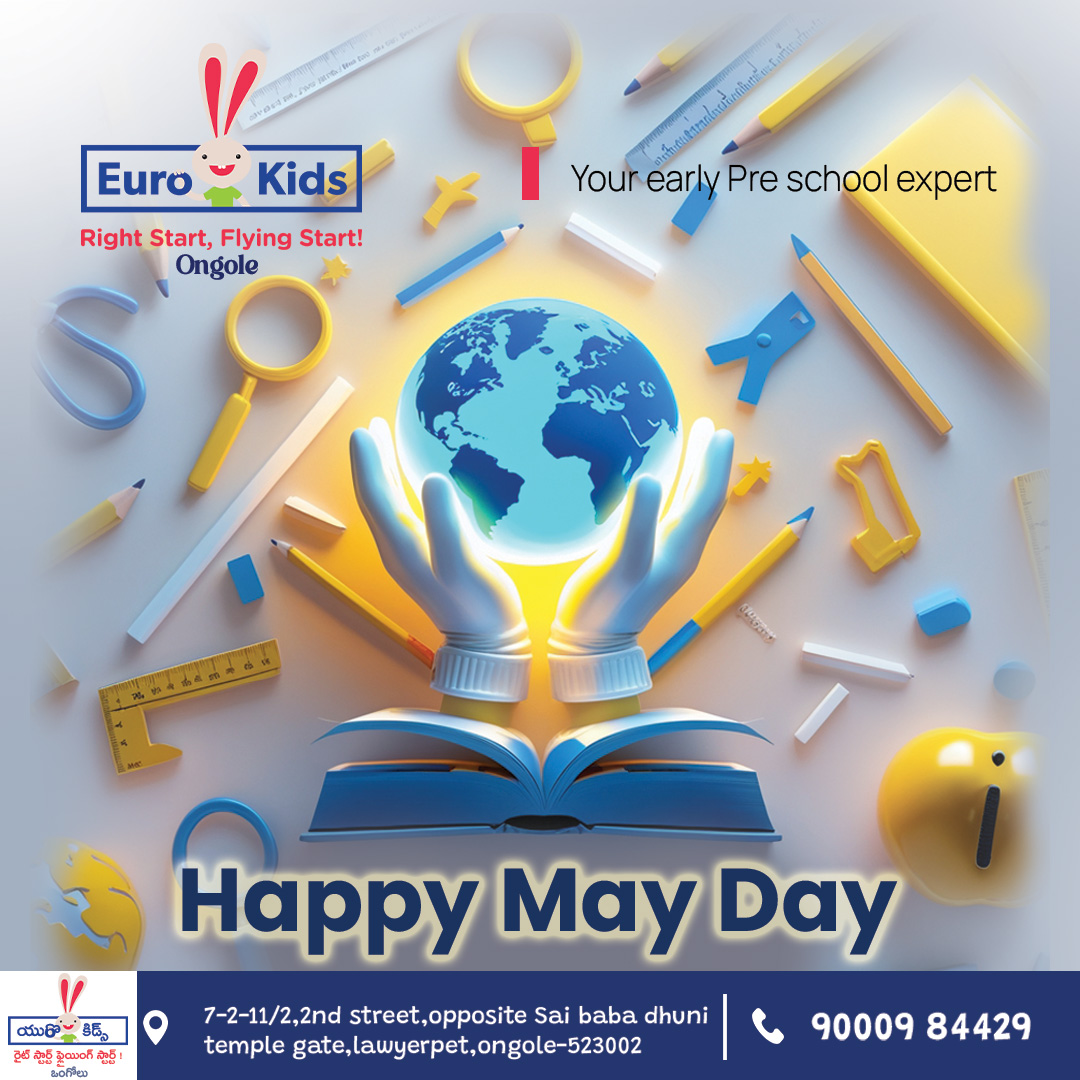 Euro Kids
Right Start, Flying Start!
Ongole
Your early Pre school expert
Happy May Day
యురో కిడ్స్
రైట్ స్టార్ట్ ఫ్లైయింగ్ స్టార్ట్ !
ఒంగోలు
7-2-11/2,2nd street,opposite Sai baba dhuni
temple gate,lawyerpet,ongole-523002
90009 84429